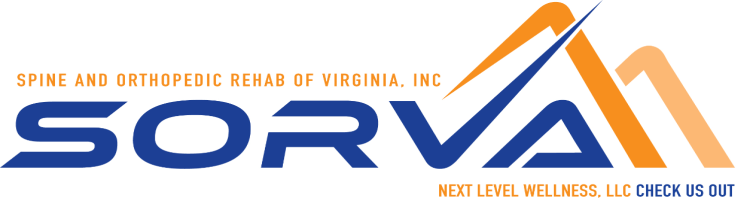 SPINE AND ORTHOPEDIC REHAB OF VIRGINIA, INC
SORVA
NEXT LEVEL WELLNESS, LLC CHECK US OUT